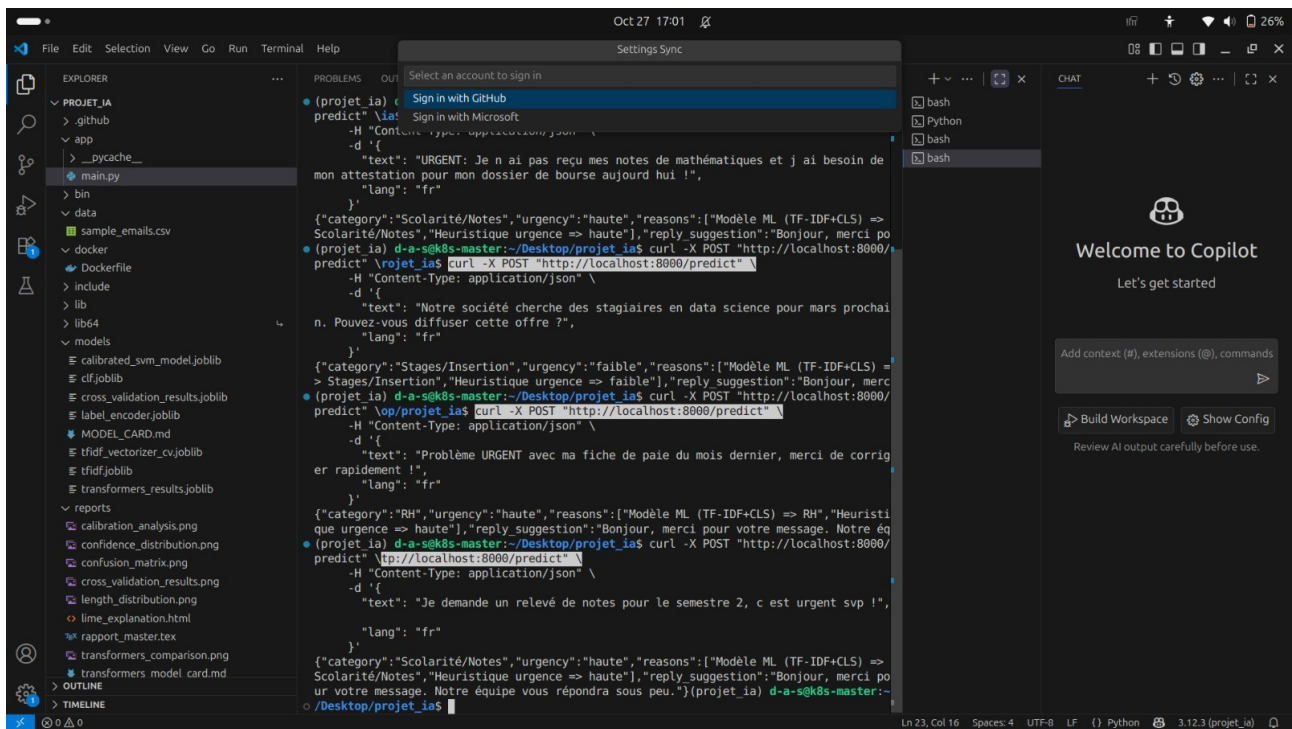 Oct 27 17:01
26%
File Edit Selection View Go Run Terminal Help
Settings Sync
Select an account to sign in
Sign in with GitHub
Sign in with Microsoft
EXPLORER
PROJET_IA
.github
app
__pycache__
main.py
bin
data
sample_emails.csv
docker
Dockerfile
include
lib
lib64
models
calibrated_svm_model.joblib
clf.joblib
cross_validation_results.joblib
label_encoder.joblib
MODEL_CARD.md
tfidf_vectorizer_cv.joblib
tfidf.joblib
transformers_results.joblib
reports
calibration_analysis.png
confidence_distribution.png
confusion_matrix.png
cross_validation_results.png
length_distribution.png
lime_explanation.html
rapport_master.tex
transformers_comparison.png
transformers_model_card.md
OUTLINE
TIMELINE
PROBLEMS OUT
(projet_ia) d
predict" \ia$
-H "Content-Type: application/json" \
-d '{
"text": "URGENT: Je n ai pas reçu mes notes de mathématiques et j ai besoin de
mon attestation pour mon dossier de bourse aujourd hui !",
"lang": "fr"
}'
{"category":"Scolarité/Notes","urgency":"haute","reasons":["Modèle ML (TF-IDF+CLS) =>
Scolarité/Notes","Heuristique urgence => haute"],"reply_suggestion":"Bonjour, merci po
(projet_ia) d-a-s@k8s-master:~/Desktop/projet_ia$ curl -X POST "http://localhost:8000/
predict" \rojet_ia$ curl -X POST "http://localhost:8000/predict" \
-H "Content-Type: application/json" \
-d '{
"text": "Notre société cherche des stagiaires en data science pour mars prochai
n. Pouvez-vous diffuser cette offre ?",
"lang": "fr"
}'
{"category":"Stages/Insertion","urgency":"faible","reasons":["Modèle ML (TF-IDF+CLS) =
> Stages/Insertion","Heuristique urgence => faible"],"reply_suggestion":"Bonjour, merc
(projet_ia) d-a-s@k8s-master:~/Desktop/projet_ia$ curl -X POST "http://localhost:8000/
predict" \op/projet_ia$ curl -X POST "http://localhost:8000/predict" \
-H "Content-Type: application/json" \
-d '{
"text": "Problème URGENT avec ma fiche de paie du mois dernier, merci de corrig
er rapidement !",
"lang": "fr"
}'
{"category":"RH","urgency":"haute","reasons":["Modèle ML (TF-IDF+CLS) => RH","Heuristi
que urgence => haute"],"reply_suggestion":"Bonjour, merci pour votre message. Notre éq
(projet_ia) d-a-s@k8s-master:~/Desktop/projet_ia$ curl -X POST "http://localhost:8000/
predict" \tp://localhost:8000/predict" \
-H "Content-Type: application/json" \
-d '{
"text": "Je demande un relevé de notes pour le semestre 2, c est urgent svp !",
"lang": "fr"
}'
{"category":"Scolarité/Notes","urgency":"haute","reasons":["Modèle ML (TF-IDF+CLS) =>
Scolarité/Notes","Heuristique urgence => haute"],"reply_suggestion":"Bonjour, merci po
ur votre message. Notre équipe vous répondra sous peu."}(projet_ia) d-a-s@k8s-master:~
/Desktop/projet_ia$
bash
Python
bash
bash
CHAT
Welcome to Copilot
Let's get started
Add context (#), extensions (@), commands
Build Workspace
Show Config
Review AI output carefully before use.
0 0 0
Ln 23, Col 16 Spaces: 4 UTF-8 LF {} Python 3.12.3 (projet_ia)